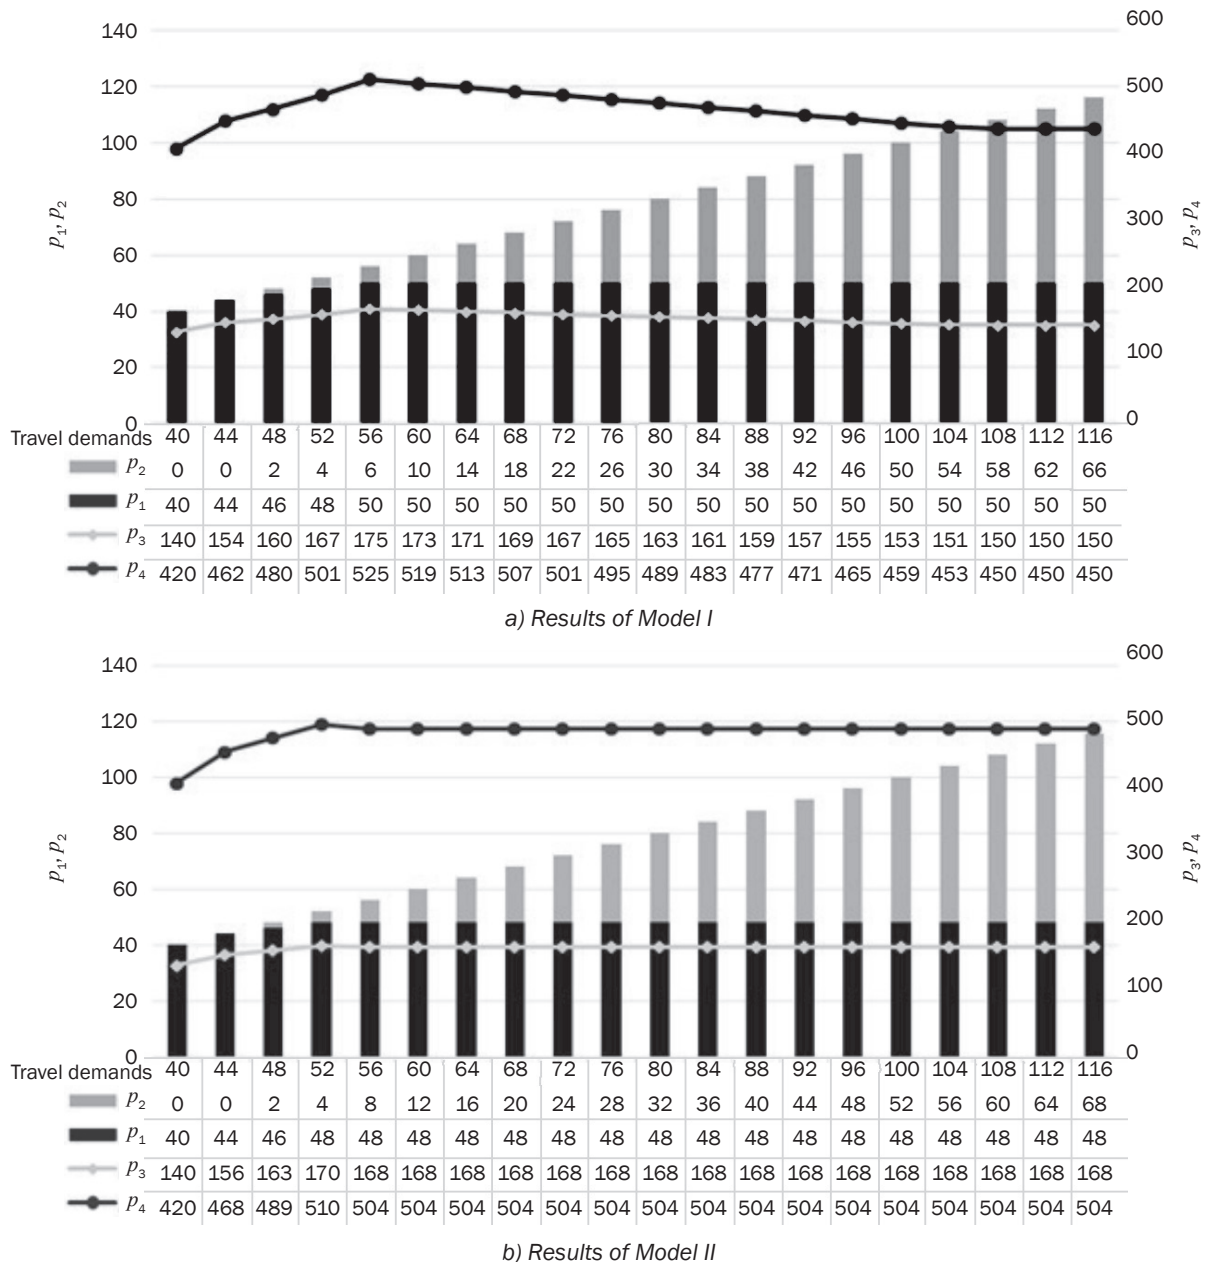 140
120
100
80
60
40
20
0
p1, p2
600
500
400
300
200
100
0
p3, p4
Travel demands 40 44 48 52 56 60 64 68 72 76 80 84 88 92 96 100 104 108 112 116
p2 0 0 2 4 6 10 14 18 22 26 30 34 38 42 46 50 54 58 62 66
p1 40 44 46 48 50 50 50 50 50 50 50 50 50 50 50 50 50 50 50 50
p3 140 154 160 167 175 173 171 169 167 165 163 161 159 157 155 153 151 150 150 150
p4 420 462 480 501 525 519 513 507 501 495 489 483 477 471 465 459 453 450 450 450
a) Results of Model I
140
120
100
80
60
40
20
0
p1, p2
600
500
400
300
200
100
0
p3, p4
Travel demands 40 44 48 52 56 60 64 68 72 76 80 84 88 92 96 100 104 108 112 116
p2 0 0 2 4 8 12 16 20 24 28 32 36 40 44 48 52 56 60 64 68
p1 40 44 46 48 48 48 48 48 48 48 48 48 48 48 48 48 48 48 48 48
p3 140 156 163 170 168 168 168 168 168 168 168 168 168 168 168 168 168 168 168 168
p4 420 468 489 510 504 504 504 504 504 504 504 504 504 504 504 504 504 504 504 504
b) Results of Model II